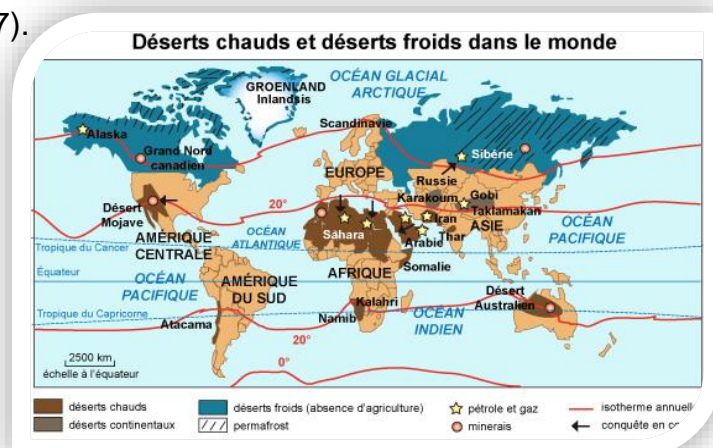 7).
Déserts chauds et déserts froids dans le monde
OCÉAN GLACIAL
ARCTIQUE
GROENLAND
Inlandsis
Scandinavie
Alaska
Grand Nord
canadien
Sibérie
Russie
EUROPE
Karakoum
Gobi
Taklamakan
20°
Désert
Mojave
OCÉAN
ATLANTIQUE
Sahara
Iran
Thar
ASIE
Arabie
OCÉAN
PACIFIQUE
Tropique du Cancer
AMÉRIQUE
CENTRALE
Somalie
Équateur
OCÉAN
PACIFIQUE
AMÉRIQUE
DU SUD
AFRIQUE
Tropique du Capricorne
Kalahri
Namib
OCÉAN
INDIEN
Désert
Australien
Atacama
20°
0°
2500 km
échelle à l'équateur
déserts chauds
déserts continentaux
déserts froids (absence d'agriculture)
permafrost
pétrole et gaz
minerais
isotherme annuelle
conquête en